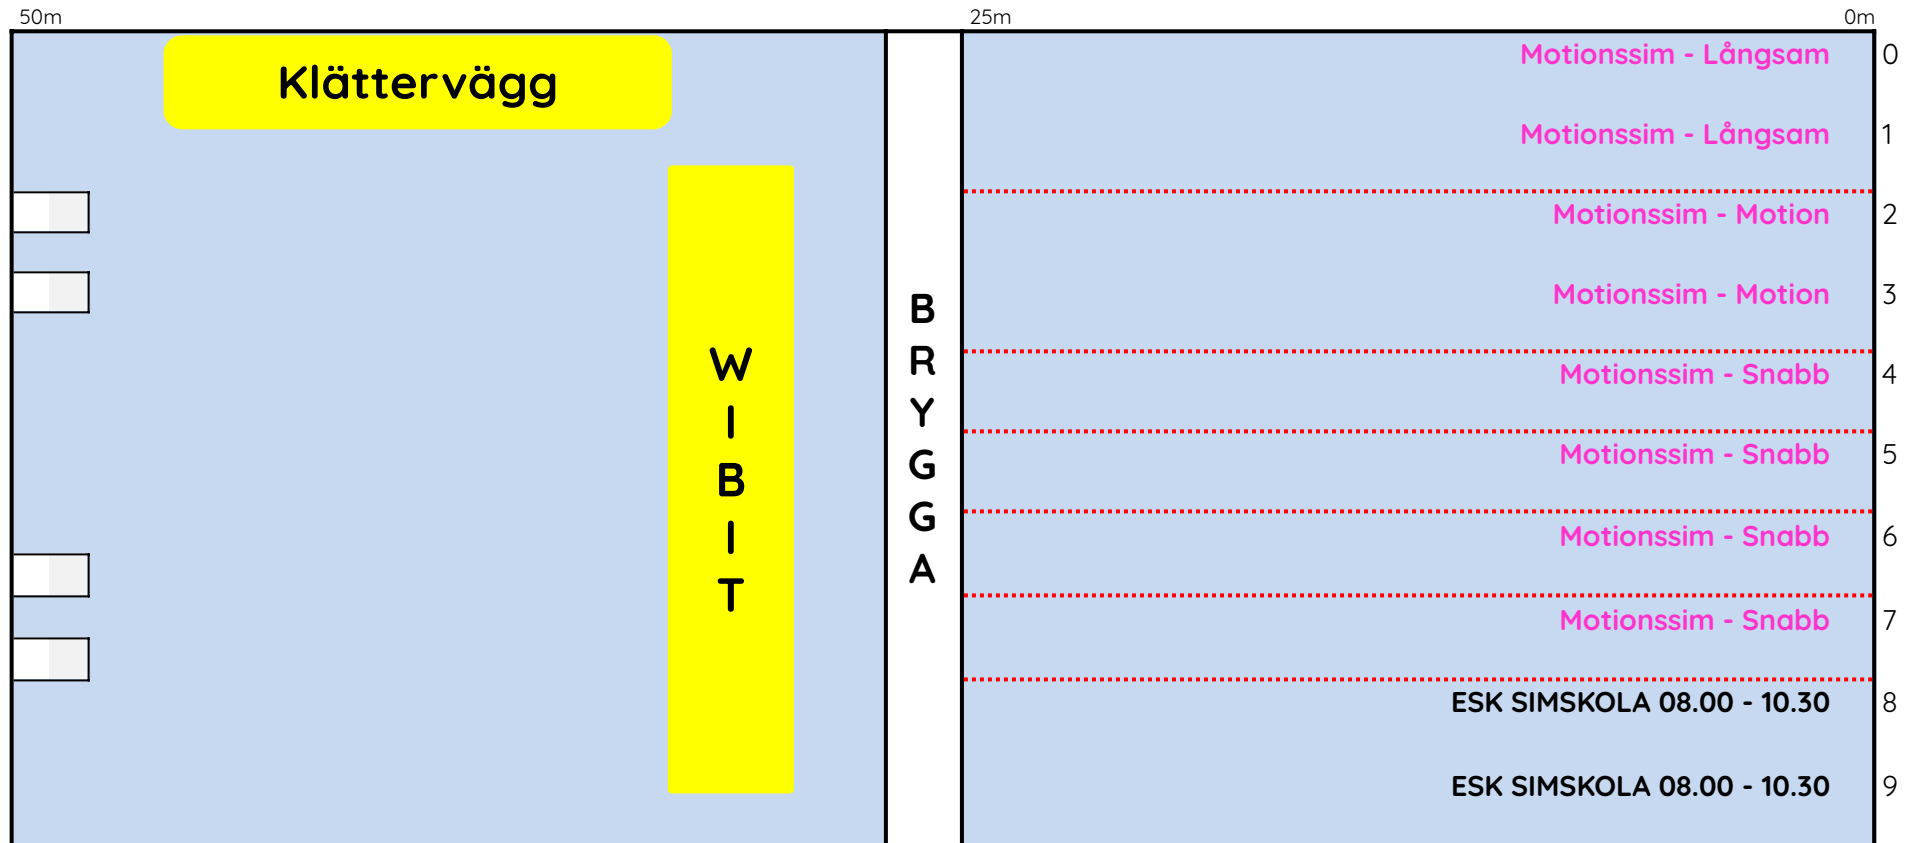 50m
25m
0m
Klättervägg
WIBIT
BRYGGA
Motionssim - Långsam 0
Motionssim - Långsam 1
Motionssim - Motion 2
Motionssim - Motion 3
Motionssim - Snabb 4
Motionssim - Snabb 5
Motionssim - Snabb 6
Motionssim - Snabb 7
ESK SIMSKOLA 08.00 - 10.30 8
ESK SIMSKOLA 08.00 - 10.30 9